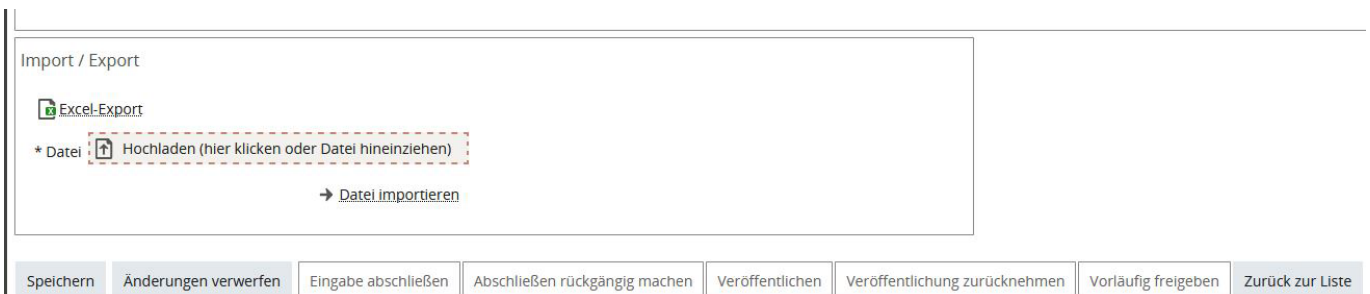 Import / Export
Excel-Export
* Datei Hochladen (hier klicken oder Datei hineinziehen)
Datei importieren
Speichern Änderungen verwerfen Eingabe abschließen Abschließen rückgängig machen Veröffentlichen Veröffentlichung zurücknehmen Vorläufig freigeben Zurück zur Liste